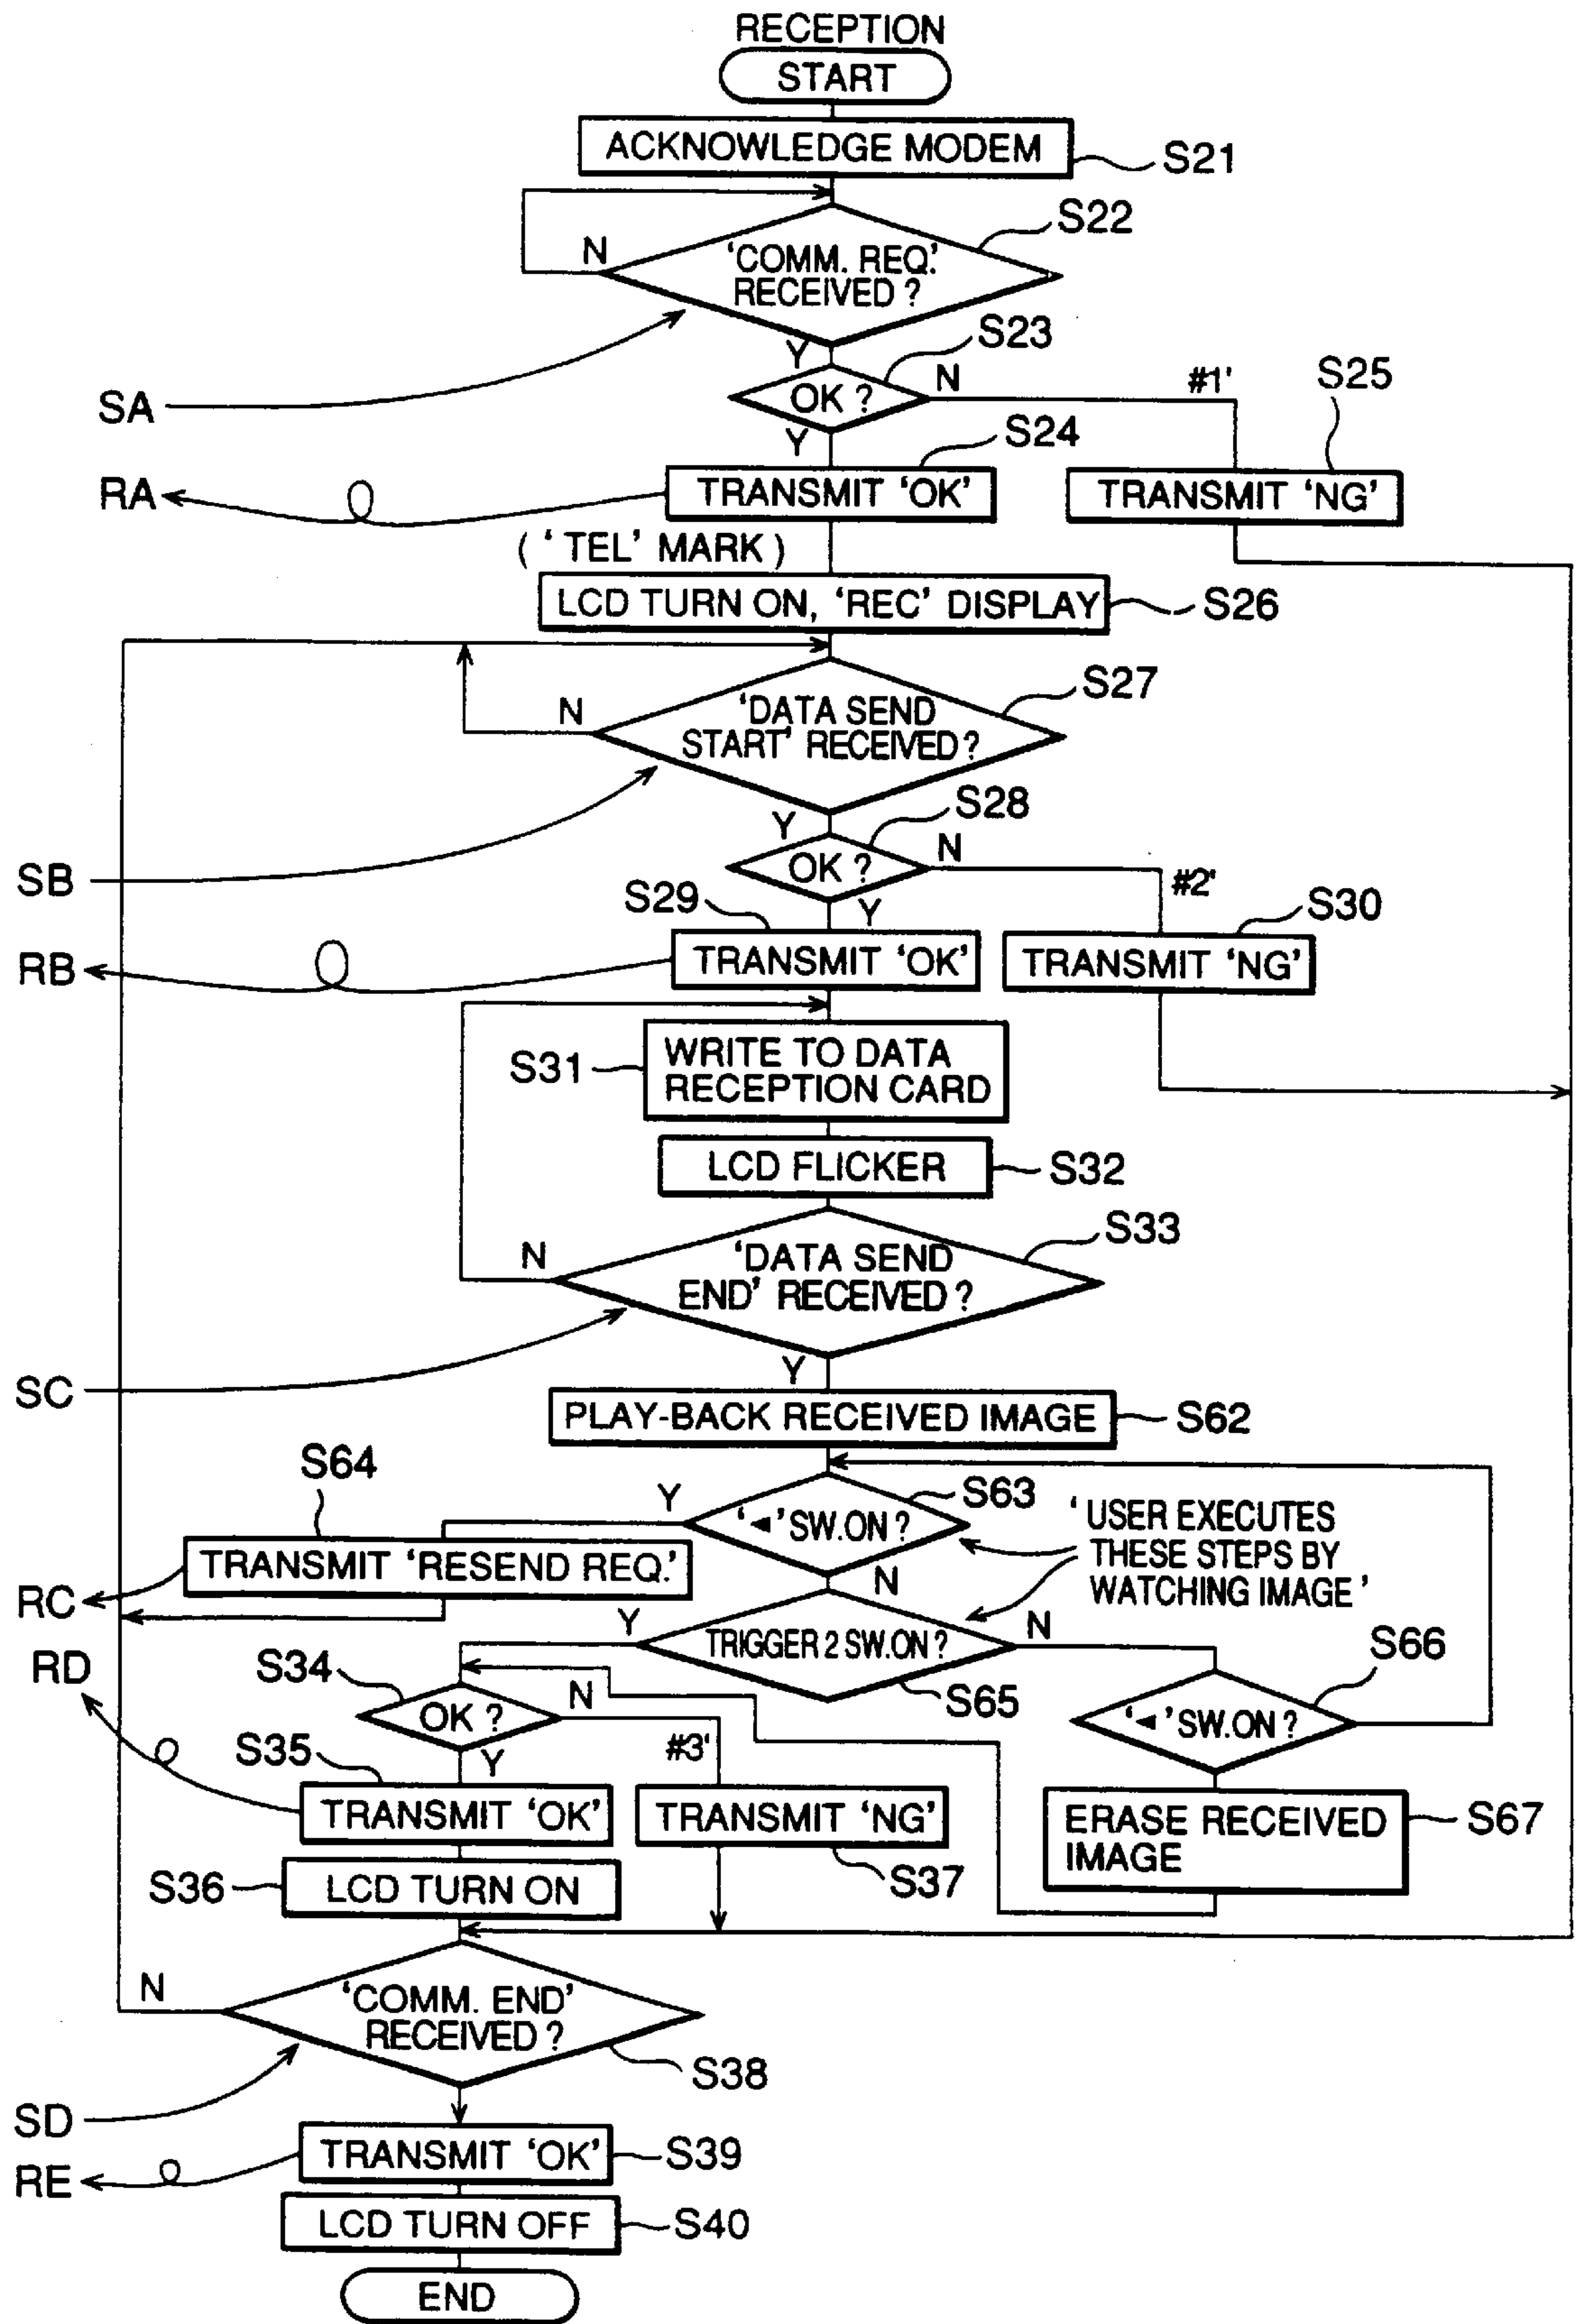 RECEPTION
START
ACKNOWLEDGE MODEM
S21
S22
N
'COMM. REQ.'
RECEIVED ?
S23
Y
OK ?
N
#1'
S25
SA
Y
S24
RA
TRANSMIT 'OK'
TRANSMIT 'NG'
( ' TEL' MARK )
LCD TURN ON, 'REC' DISPLAY
S26
S27
N
'DATA SEND
START' RECEIVED ?
S28
Y
OK ?
N
#2'
SB
S29
Y
S30
RB
TRANSMIT 'OK'
TRANSMIT 'NG'
S31
WRITE TO DATA
RECEPTION CARD
LCD FLICKER
S32
S33
N
'DATA SEND
END' RECEIVED ?
SC
Y
PLAY-BACK RECEIVED IMAGE
S62
S64
Y
S63
'◄' SW.ON ?
' USER EXECUTES
THESE STEPS BY
WATCHING IMAGE '
TRANSMIT 'RESEND REQ.'
RC
N
Y
TRIGGER 2 SW.ON ?
N
S66
RD
S34
S65
OK ?
N
'◄' SW.ON ?
S35
Y
#3'
TRANSMIT 'OK'
TRANSMIT 'NG'
ERASE RECEIVED
IMAGE
S67
S36
LCD TURN ON
S37
N
'COMM. END'
RECEIVED ?
S38
SD
TRANSMIT 'OK'
S39
RE
LCD TURN OFF
S40
END